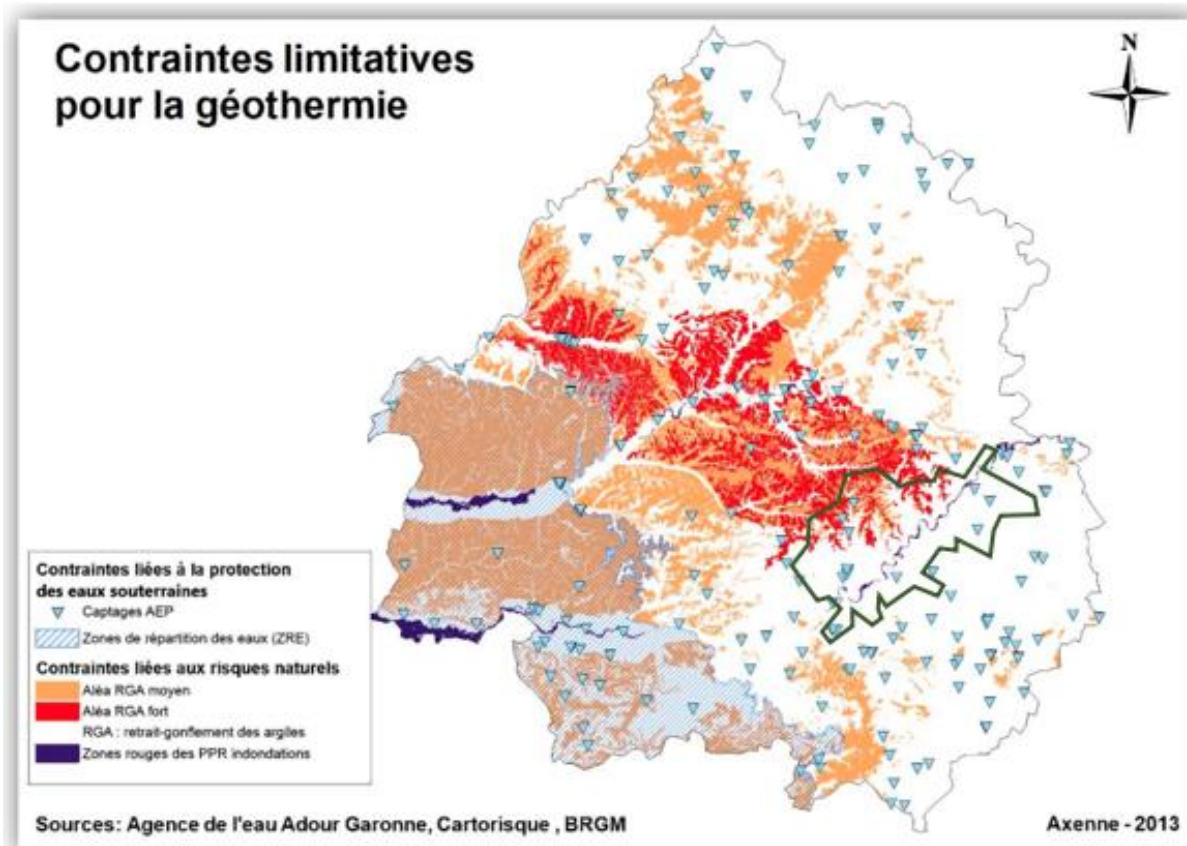 Contraintes limitatives
pour la géothermie
N
Contraintes liées à la protection
des eaux souterraines
Captages AEP
Zones de répartition des eaux (ZRE)
Contraintes liées aux risques naturels
Aléa RGA moyen
Aléa RGA fort
RGA : retrait-gonflement des argiles
Zones rouges des PPR indondations
Sources: Agence de l'eau Adour Garonne, Cartorisque , BRGM
Axenne - 2013